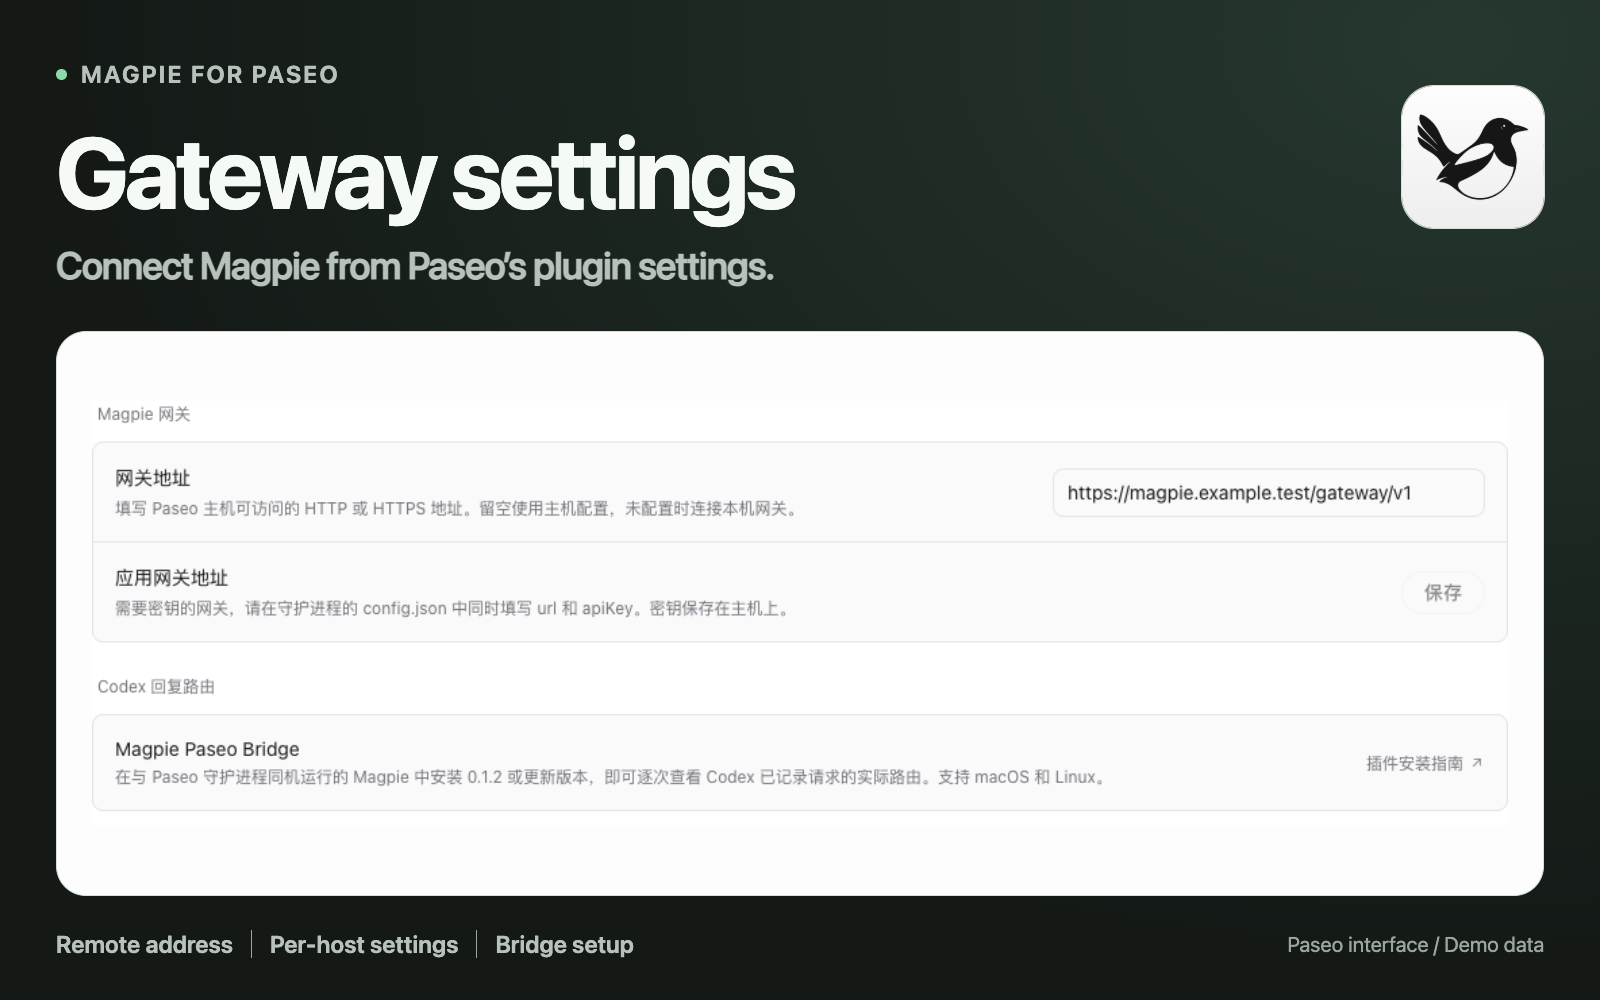 MAGPIE FOR PASEO
Gateway settings
Connect Magpie from Paseo’s plugin settings.
Magpie 网关
网关地址
填写 Paseo 主机可访问的 HTTP 或 HTTPS 地址。留空使用主机配置，未配置时连接本机网关。
https://magpie.example.test/gateway/v1
应用网关地址
需要密钥的网关，请在守护进程的 config.json 中同时填写 url 和 apiKey。密钥保存在主机上。
保存
Codex 回复路由
Magpie Paseo Bridge
在与 Paseo 守护进程同机运行的 Magpie 中安装 0.1.2 或更新版本，即可逐次查看 Codex 已记录请求的实际路由。支持 macOS 和 Linux。
插件安装指南 ↗
Remote address
Per-host settings
Bridge setup
Paseo interface / Demo data